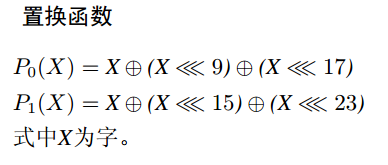 置换函数
P₀(X) = X ⊕ (X ⋘ 9) ⊕ (X ⋘ 17)
P₁(X) = X ⊕ (X ⋘ 15) ⊕ (X ⋘ 23)
式中X为字。